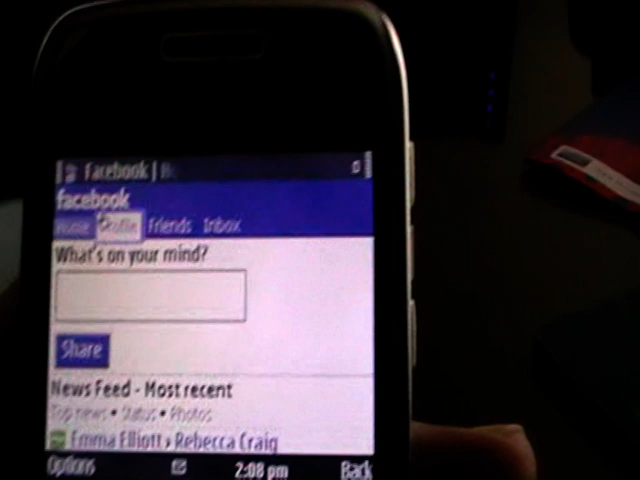 Facebook |
facebook
Home Profile Friends Inbox
What's on your mind?
Share
News Feed - Most recent
Top news • Status • Photos
Emma Elliott › Rebecca Craig
Options 2:08 pm Back